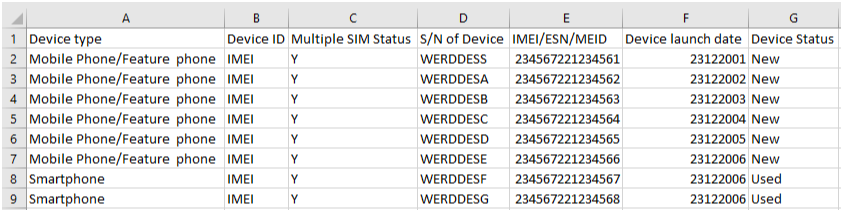 A B C D E F G
1 Device type Device ID Multiple SIM Status S/N of Device IMEI/ESN/MEID Device launch date Device Status
2 Mobile Phone/Feature  phone IMEI Y WERDDESS 234567221234561 23122001 New
3 Mobile Phone/Feature  phone IMEI Y WERDDESA 234567221234562 23122002 New
4 Mobile Phone/Feature  phone IMEI Y WERDDESB 234567221234563 23122003 New
5 Mobile Phone/Feature  phone IMEI Y WERDDESC 234567221234564 23122004 New
6 Mobile Phone/Feature  phone IMEI Y WERDDESD 234567221234565 23122005 New
7 Mobile Phone/Feature  phone IMEI Y WERDDESE 234567221234566 23122006 New
8 Smartphone IMEI Y WERDDESF 234567221234567 23122006 Used
9 Smartphone IMEI Y WERDDESG 234567221234568 23122006 Used